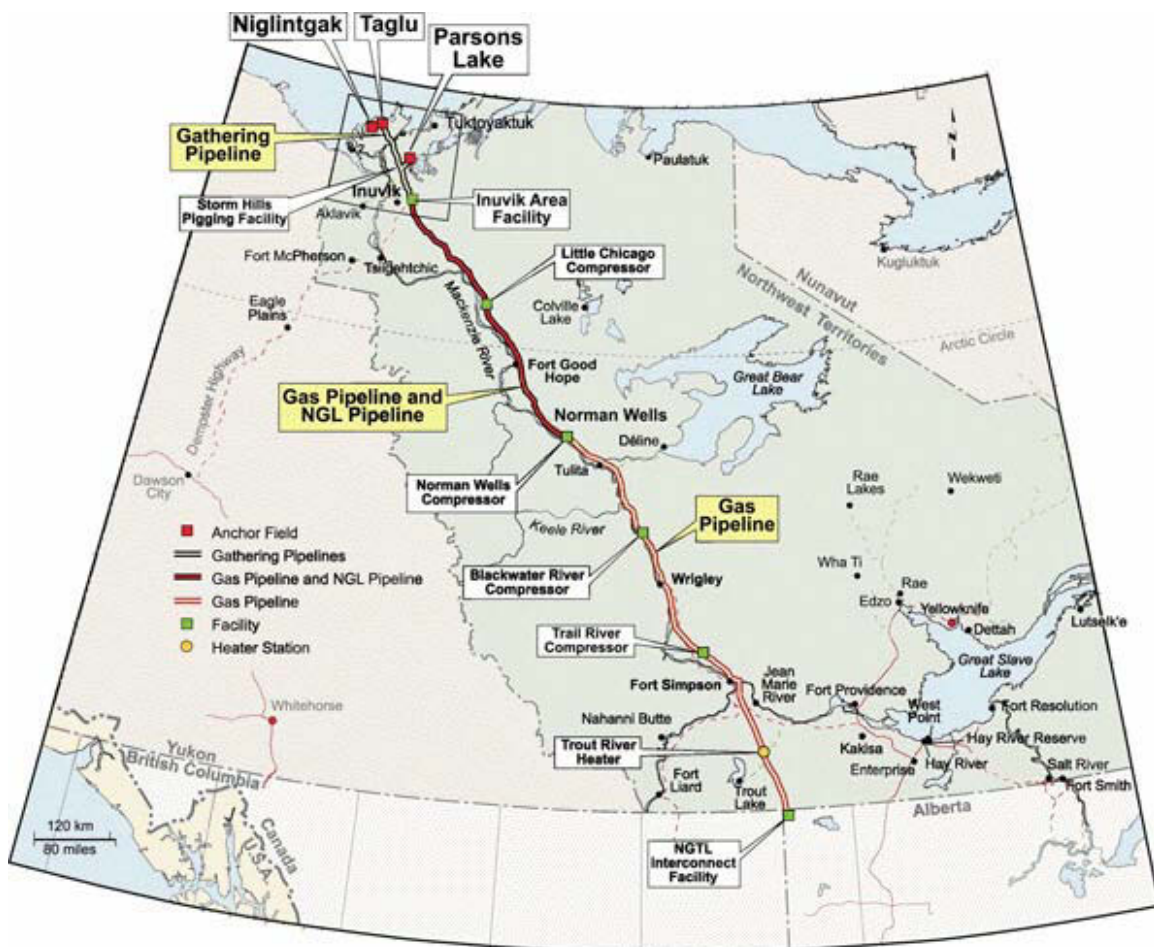 Niglintgak
Taglu
Parsons
Lake
Gathering
Pipeline
Tuktoyaktuk
Paulatuk
N
Storm Hills
Pigging Facility
Inuvik
Aklavik
Inuvik Area
Facility
Fort McPherson
Tsiigehtchic
Little Chicago
Compressor
Kugluktuk
Nunavut
Northwest Territories
Eagle
Plains
Mackenzie River
Colville
Lake
Arctic Circle
Dempster Highway
Fort Good
Hope
Great Bear
Lake
Gas Pipeline and
NGL Pipeline
Norman Wells
Déline
Dawson
City
Norman Wells
Compressor
Tulita
Rae
Lakes
Wekweti
Keele River
Gas
Pipeline
Anchor Field
Gathering Pipelines
Gas Pipeline and NGL Pipeline
Gas Pipeline
Facility
Heater Station
Blackwater River
Compressor
Wrigley
Wha Ti
Rae
Edzo
Yellowknife
Dettah
Lutselk'e
Trail River
Compressor
Great Slave
Lake
Fort Simpson
Jean
Marie
River
Fort Providence
West
Point
Fort Resolution
Whitehorse
Nahanni Butte
Kakisa
Hay River Reserve
Trout River
Heater
Enterprise
Hay River
Salt River
Fort Smith
Yukon
British Columbia
Fort
Liard
Trout
Lake
Alberta
120 km
80 miles
Canada
U.S.A.
NGTL
Interconnect
Facility